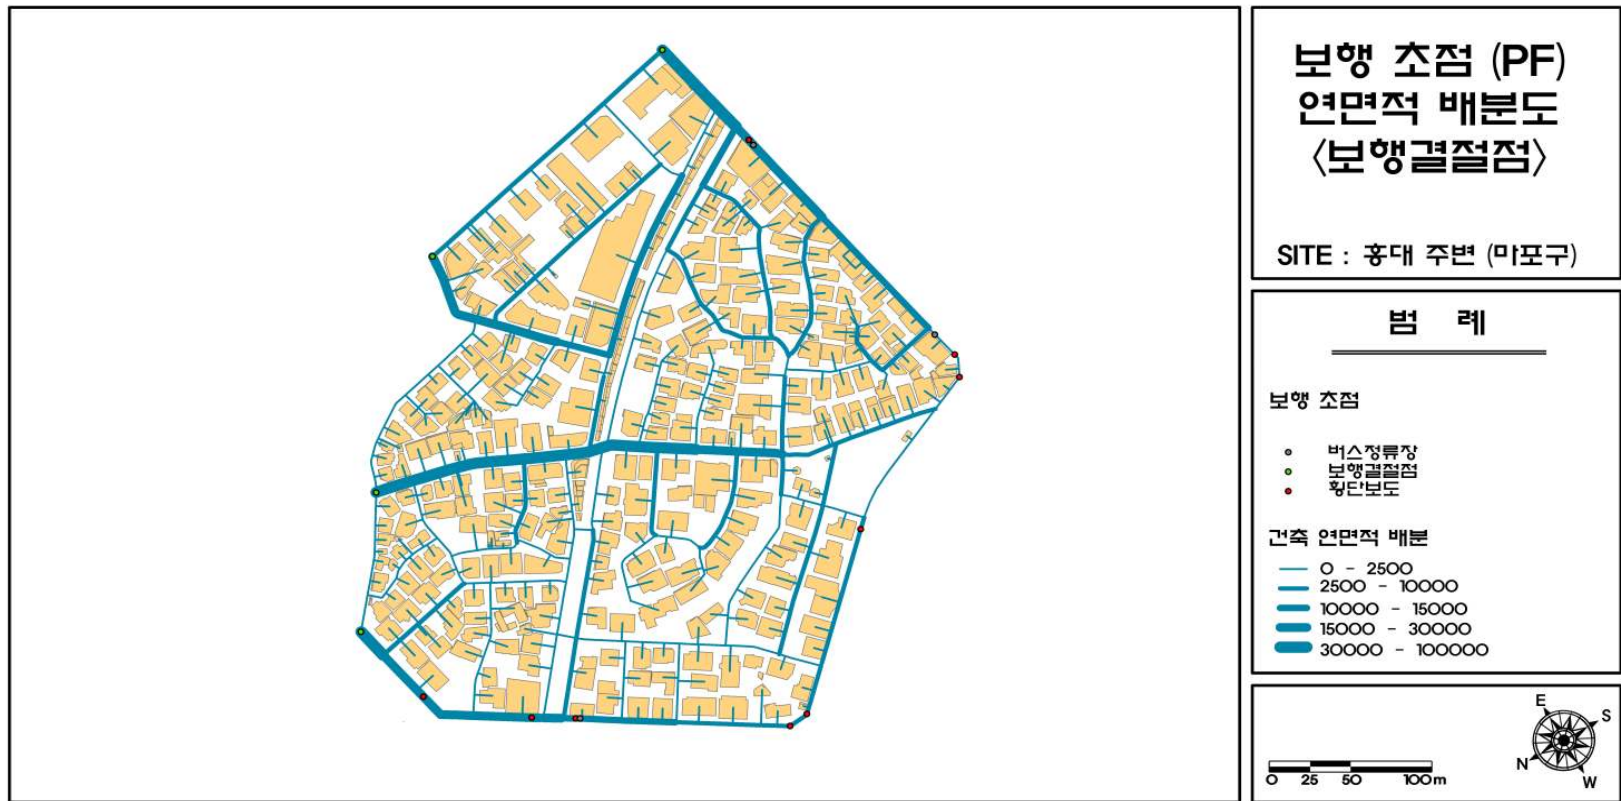 보행 초점 (PF)
연면적 배분도
<보행결절점>
SITE : 홍대 주변 (마포구)
범 례
보행 초점
버스정류장
보행결절점
횡단보도
건축 연면적 배분
0 - 2500
2500 - 10000
10000 - 15000
15000 - 30000
30000 - 100000
E
S
N
W
0 25 50 100m